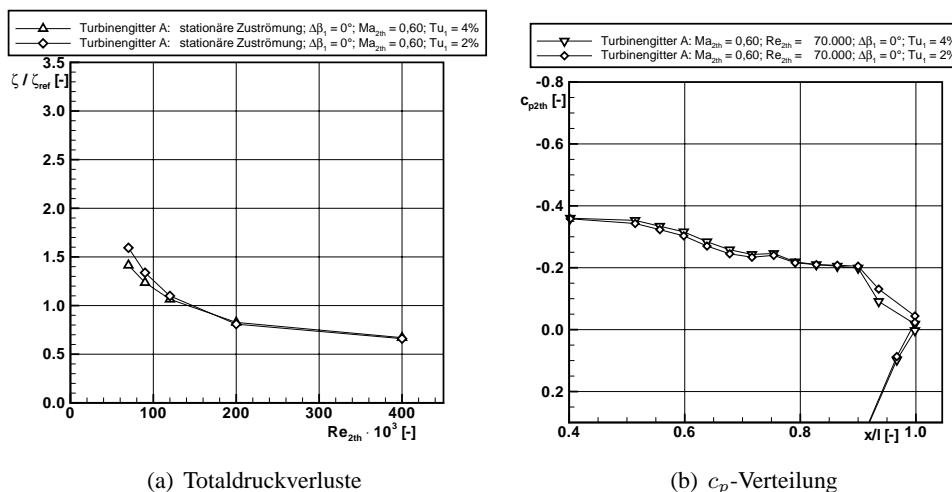 Turbinengitter A: stationäre Zuströmung; Δβ₁ = 0°; Ma₂th = 0,60; Tu₁ = 4%
Turbinengitter A: stationäre Zuströmung; Δβ₁ = 0°; Ma₂th = 0,60; Tu₁ = 2%
3.5
ζ / ζref [-]
3.0
2.5
2.0
1.5
1.0
0.5
0.0
0 100 200 300 400
Re₂th · 10³ [-]
(a) Totaldruckverluste
Turbinengitter A: Ma₂th = 0,60; Re₂th = 70.000; Δβ₁ = 0°; Tu₁ = 4%
Turbinengitter A: Ma₂th = 0,60; Re₂th = 70.000; Δβ₁ = 0°; Tu₁ = 2%
-0.8
cp2th [-]
-0.6
-0.4
-0.2
0.0
0.2
0.4 0.6 0.8 1.0
x/l [-]
(b) cp-Verteilung